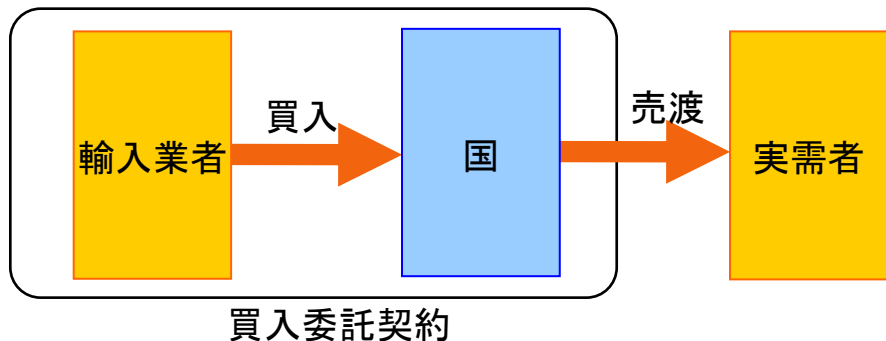 輸入業者
買入
国
売渡
実需者
買入委託契約